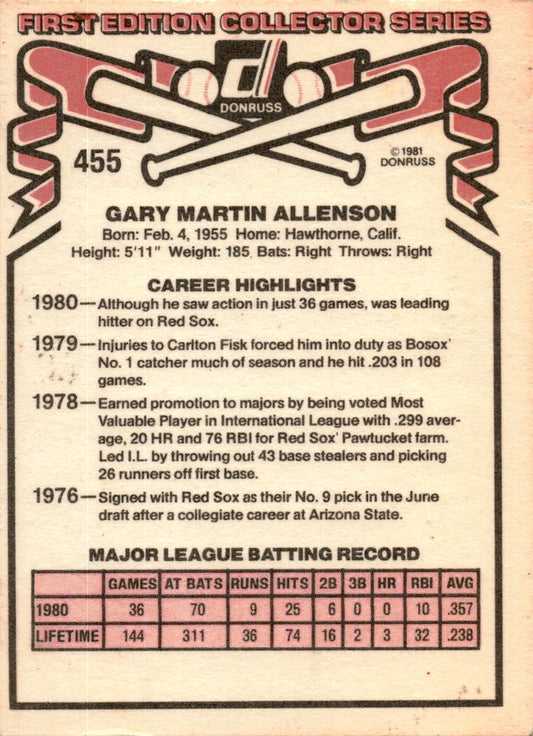 FIRST EDITION COLLECTOR SERIES
d
DONRUSS
455
© 1981
DONRUSS
GARY MARTIN ALLENSON
Born: Feb. 4, 1955 Home: Hawthorne, Calif.
Height: 5'11" Weight: 185 Bats: Right Throws: Right
CAREER HIGHLIGHTS
1980—Although he saw action in just 36 games, was leading
hitter on Red Sox.
1979—Injuries to Carlton Fisk forced him into duty as Bosox'
No. 1 catcher much of season and he hit .203 in 108
games.
1978—Earned promotion to majors by being voted Most
Valuable Player in International League with .299 aver-
age, 20 HR and 76 RBI for Red Sox' Pawtucket farm.
Led I.L. by throwing out 43 base stealers and picking
26 runners off first base.
1976—Signed with Red Sox as their No. 9 pick in the June
draft after a collegiate career at Arizona State.
MAJOR LEAGUE BATTING RECORD
GAMES AT BATS RUNS HITS 2B 3B HR RBI AVG
1980 36 70 9 25 6 0 0 10 .357
LIFETIME 144 311 36 74 16 2 3 32 .238